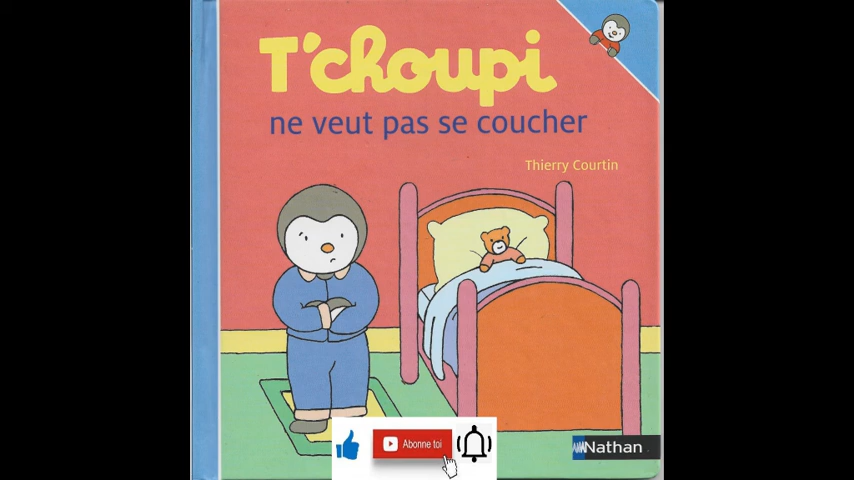 T'choupi
ne veut pas se coucher
Thierry Courtin
Abonne toi
Nathan